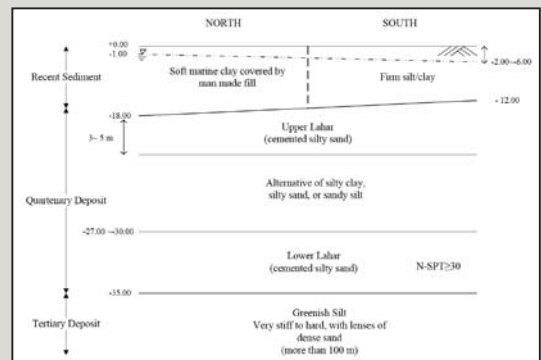 NORTH
SOUTH
+0.00
-1.00
-2.00~-6.00
Recent Sediment
Soft marine clay covered by
man made fill
Firm silt/clay
-18.00
- 12.00
3~ 5 m
Upper Lahar
(cemented silty sand)
Alternative of silty clay,
silty sand, or sandy silt
Quartenary Deposit
-27.00 ~30.00
Lower Lahar
(cemented silty sand)
N-SPT≥30
-35.00
Tertiary Deposit
Greenish Silt
Very stiff to hard, with lenses of
dense sand
(more than 100 m)